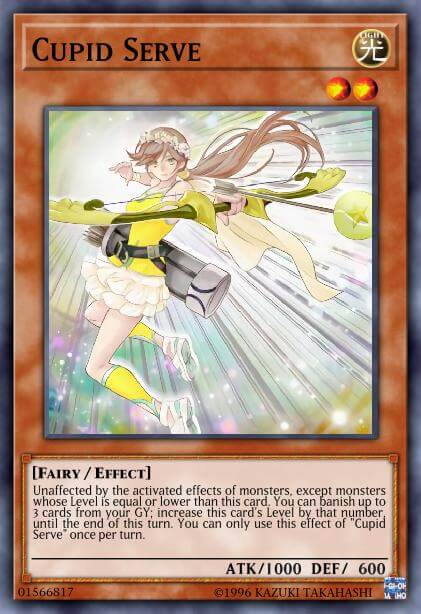 CUPID SERVE
LIGHT
光
[FAIRY / EFFECT]
Unaffected by the activated effects of monsters, except monsters
whose Level is equal or lower than this card. You can banish up to
3 cards from your GY; increase this card's Level by that number,
until the end of this turn. You can only use this effect of "Cupid
Serve" once per turn.
ATK/1000 DEF/ 600
01566817
©1996 KAZUKI TAKAHASHI